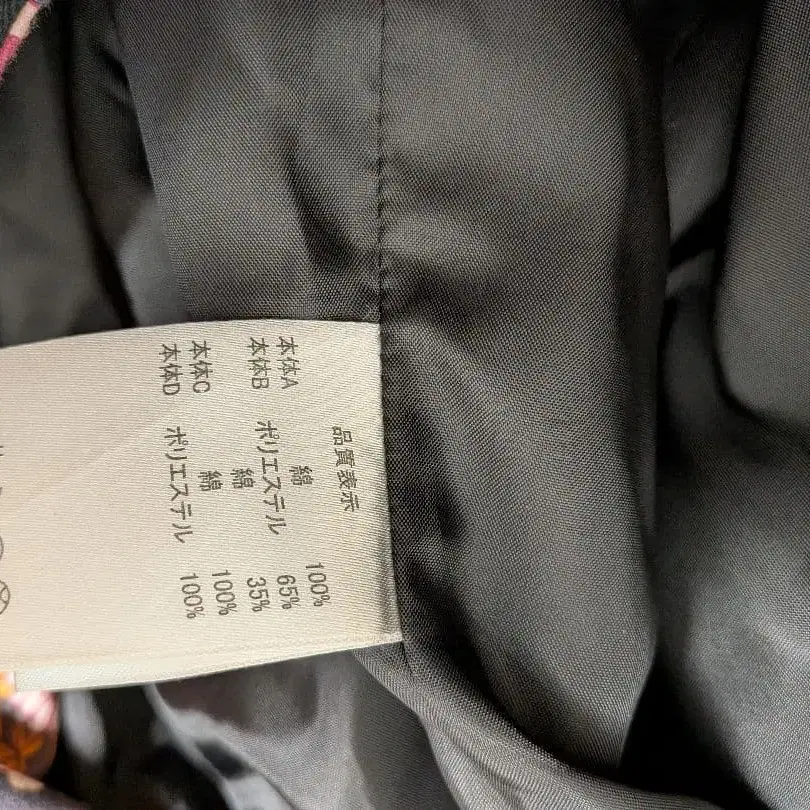 品質表示
本体A 綿 100%
本体B ポリエステル 65%
綿 35%
本体C 綿 100%
本体D ポリエステル 100%